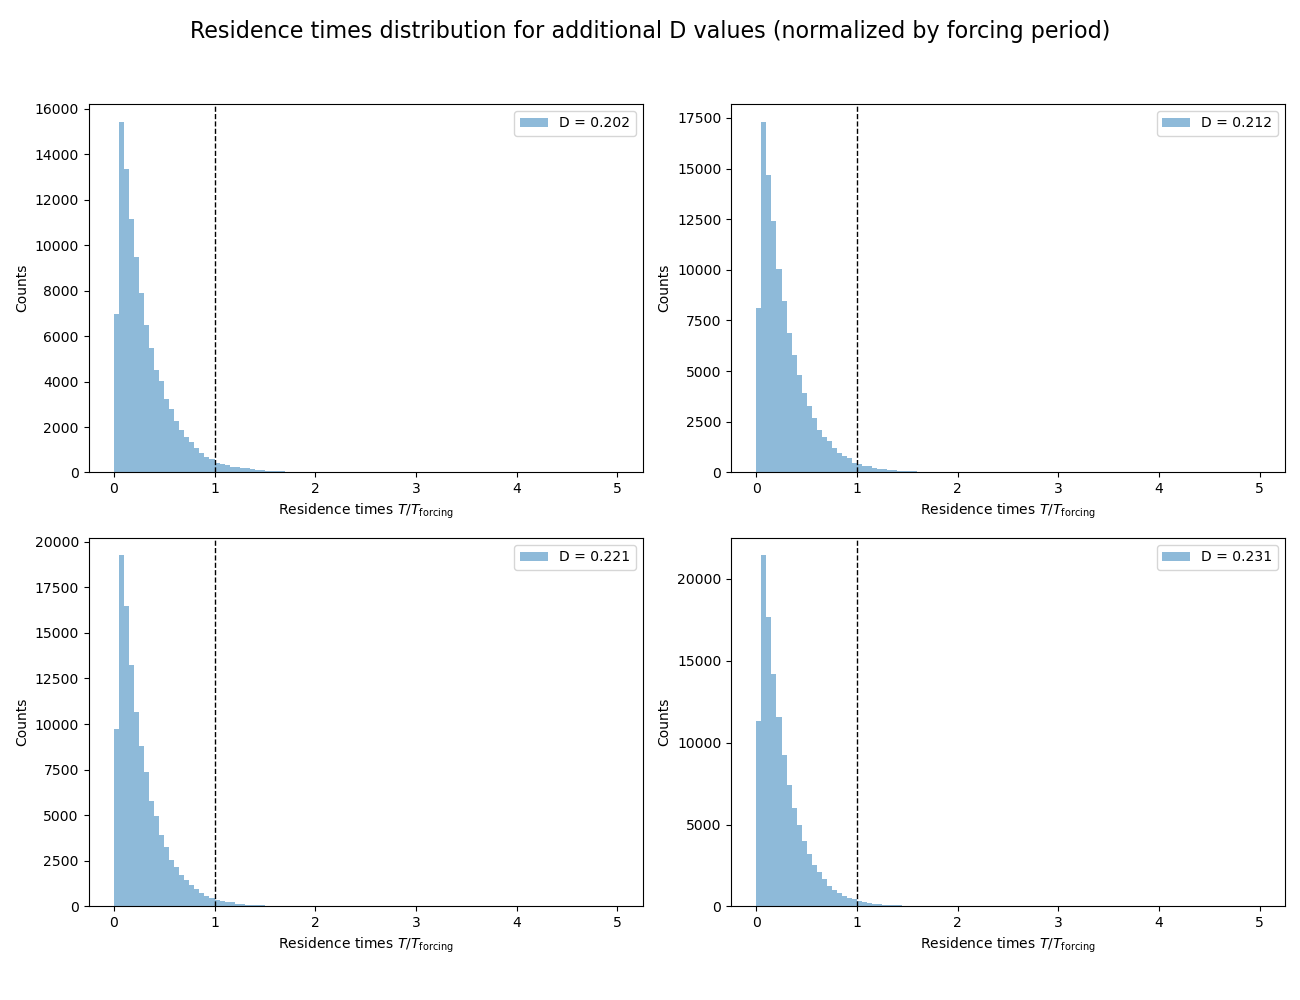 Residence times distribution for additional D values (normalized by forcing period)
16000
14000
12000
10000
8000
6000
4000
2000
0
Counts
D = 0.202
0 1 2 3 4 5
Residence times T/T_forcing
17500
15000
12500
10000
7500
5000
2500
0
Counts
D = 0.212
0 1 2 3 4 5
Residence times T/T_forcing
20000
17500
15000
12500
10000
7500
5000
2500
0
Counts
D = 0.221
0 1 2 3 4 5
Residence times T/T_forcing
20000
15000
10000
5000
0
Counts
D = 0.231
0 1 2 3 4 5
Residence times T/T_forcing